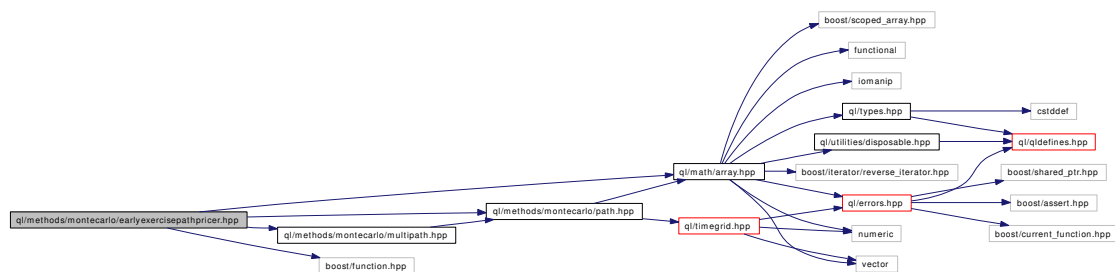 boost/scoped_array.hpp
functional
iomanip
ql/types.hpp
cstddef
ql/utilities/disposable.hpp
ql/qldefines.hpp
ql/math/array.hpp
boost/iterator/reverse_iterator.hpp
boost/shared_ptr.hpp
ql/errors.hpp
boost/assert.hpp
ql/methods/montecarlo/earlyexercisepathpricer.hpp
ql/methods/montecarlo/path.hpp
ql/timegrid.hpp
numeric
boost/current_function.hpp
ql/methods/montecarlo/multipath.hpp
boost/function.hpp
vector